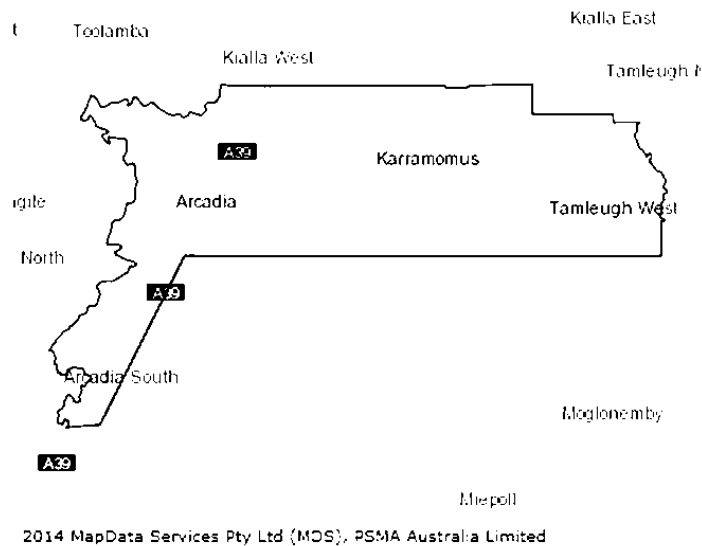 Kialla East
Toolamba
Kialla West
Tamleugh N
A39
Karramomus
Arcadia
Tamleugh West
North
A39
Arcadia South
Moglonemby
A39
Miepoll
2014 MapData Services Pty Ltd (MDS), PSMA Australia Limited